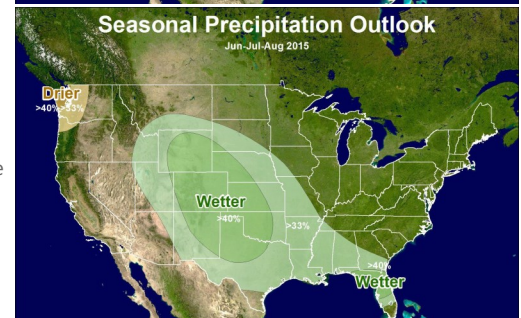 Seasonal Precipitation Outlook
Jun-Jul-Aug 2015
Drier
>40% >33%
Wetter
>40%
>33%
>40%
Wetter